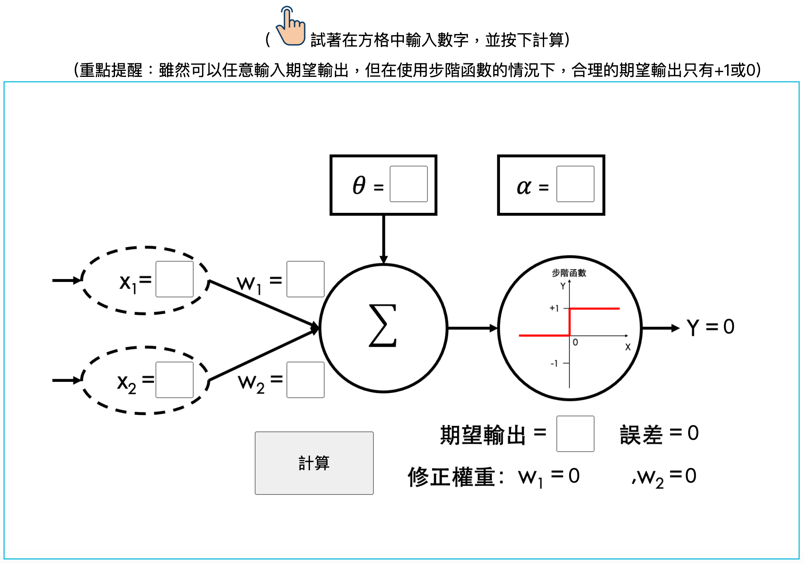 ( 試著在方格中輸入數字，並按下計算)
(重點提醒：雖然可以任意輸入期望輸出，但在使用步階函數的情況下，合理的期望輸出只有+1或0)
θ =
α =
x₁=
w₁ =
∑
步階函數
Y
+1
0
X
-1
Y = 0
x₂ =
w₂ =
期望輸出 =
誤差 = 0
計算
修正權重: w₁ = 0 ,w₂ =0